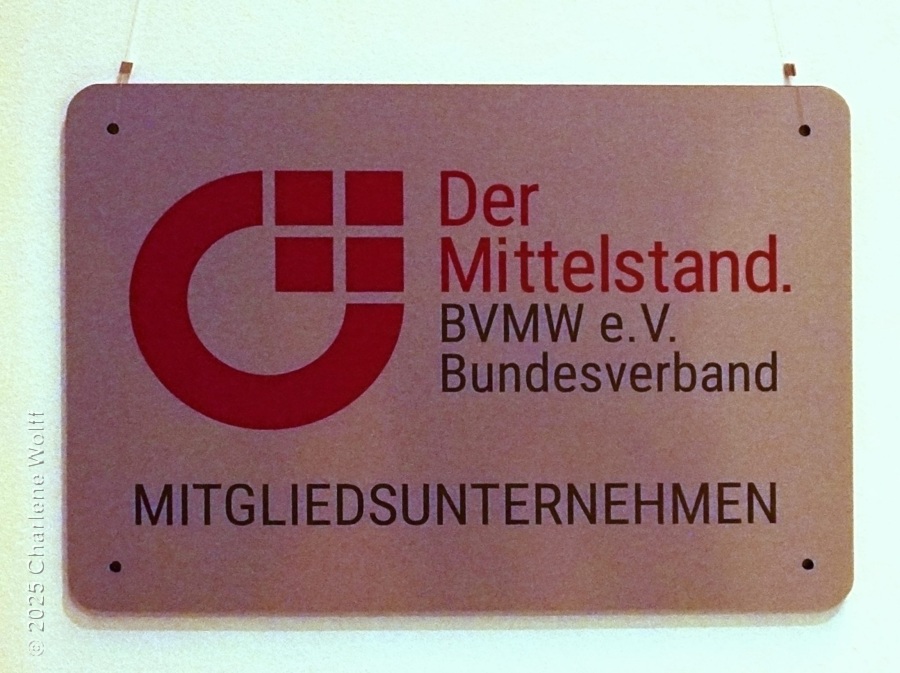 Der
Mittelstand.
BVMW e.V.
Bundesverband
MITGLIEDSUNTERNEHMEN
© 2025 Charlene Wolff